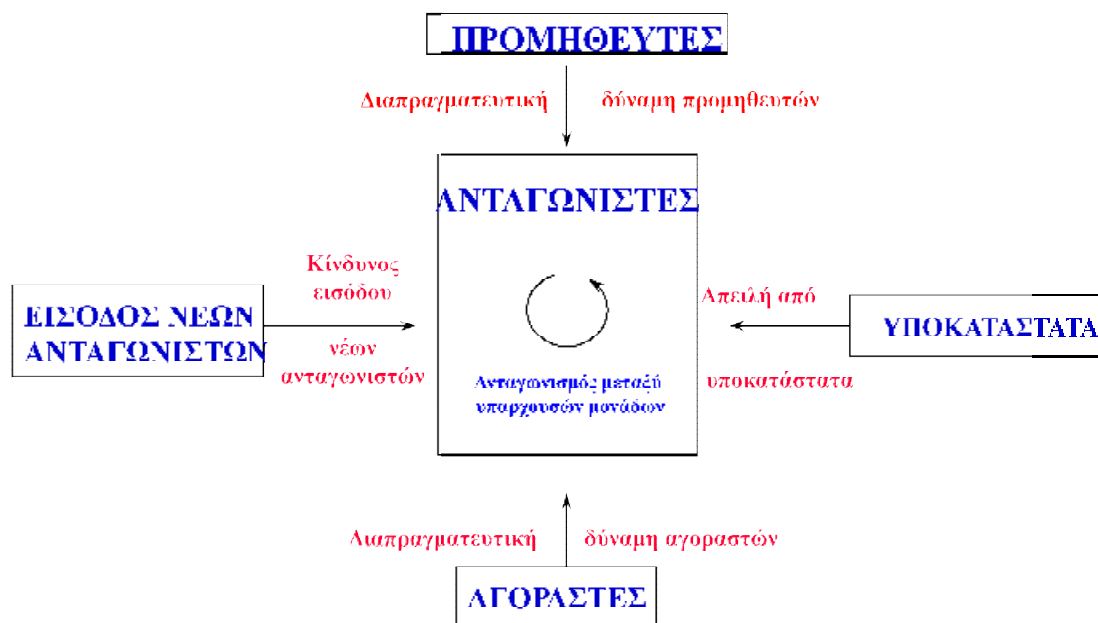 ΠΡΟΜΗΘΕΥΤΕΣ
Διαπραγματευτική δύναμη προμηθευτών
ΑΝΤΑΓΩΝΙΣΤΕΣ
Κίνδυνος
εισόδου
Απειλή από
ΕΙΣΟΔΟΣ ΝΕΩΝ
ΑΝΤΑΓΩΝΙΣΤΩΝ
ΥΠΟΚΑΤΑΣΤΑΤΑ
νέων
ανταγωνιστών
υποκατάστατα
Ανταγωνισμός μεταξύ
υπαρχουσών μονάδων
Διαπραγματευτική δύναμη αγοραστών
ΑΓΟΡΑΣΤΕΣ